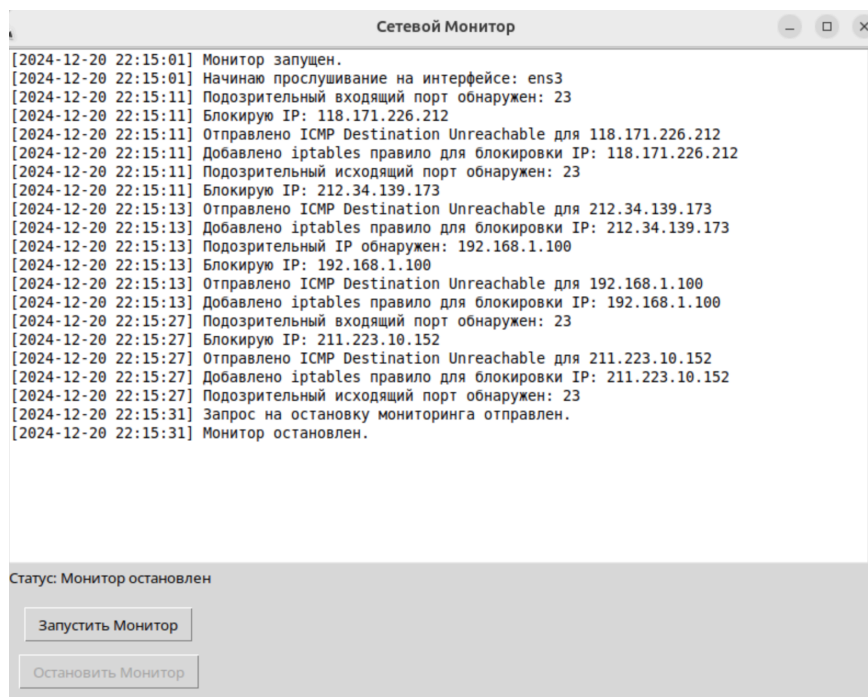 Сетевой Монитор
[2024-12-20 22:15:01] Монитор запущен.
[2024-12-20 22:15:01] Начинаю прослушивание на интерфейсе: ens3
[2024-12-20 22:15:11] Подозрительный входящий порт обнаружен: 23
[2024-12-20 22:15:11] Блокирую IP: 118.171.226.212
[2024-12-20 22:15:11] Отправлено ICMP Destination Unreachable для 118.171.226.212
[2024-12-20 22:15:11] Добавлено iptables правило для блокировки IP: 118.171.226.212
[2024-12-20 22:15:11] Подозрительный исходящий порт обнаружен: 23
[2024-12-20 22:15:11] Блокирую IP: 212.34.139.173
[2024-12-20 22:15:13] Отправлено ICMP Destination Unreachable для 212.34.139.173
[2024-12-20 22:15:13] Добавлено iptables правило для блокировки IP: 212.34.139.173
[2024-12-20 22:15:13] Подозрительный IP обнаружен: 192.168.1.100
[2024-12-20 22:15:13] Блокирую IP: 192.168.1.100
[2024-12-20 22:15:13] Отправлено ICMP Destination Unreachable для 192.168.1.100
[2024-12-20 22:15:13] Добавлено iptables правило для блокировки IP: 192.168.1.100
[2024-12-20 22:15:27] Подозрительный входящий порт обнаружен: 23
[2024-12-20 22:15:27] Блокирую IP: 211.223.10.152
[2024-12-20 22:15:27] Отправлено ICMP Destination Unreachable для 211.223.10.152
[2024-12-20 22:15:27] Добавлено iptables правило для блокировки IP: 211.223.10.152
[2024-12-20 22:15:27] Подозрительный исходящий порт обнаружен: 23
[2024-12-20 22:15:31] Запрос на остановку мониторинга отправлен.
[2024-12-20 22:15:31] Монитор остановлен.
Статус: Монитор остановлен
Запустить Монитор
Остановить Монитор